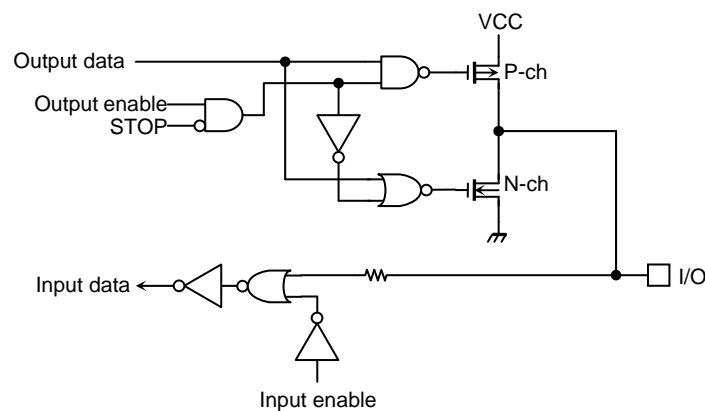 VCC
Output data
P-ch
Output enable
STOP
N-ch
Input data
I/O
Input enable